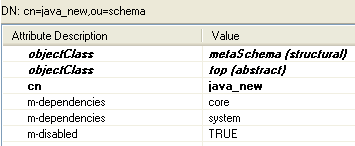 DN: cn=java_new,ou=schema
Attribute Description Value
objectClass metaSchema (structural)
objectClass top (abstract)
cn java_new
m-dependencies core
m-dependencies system
m-disabled TRUE